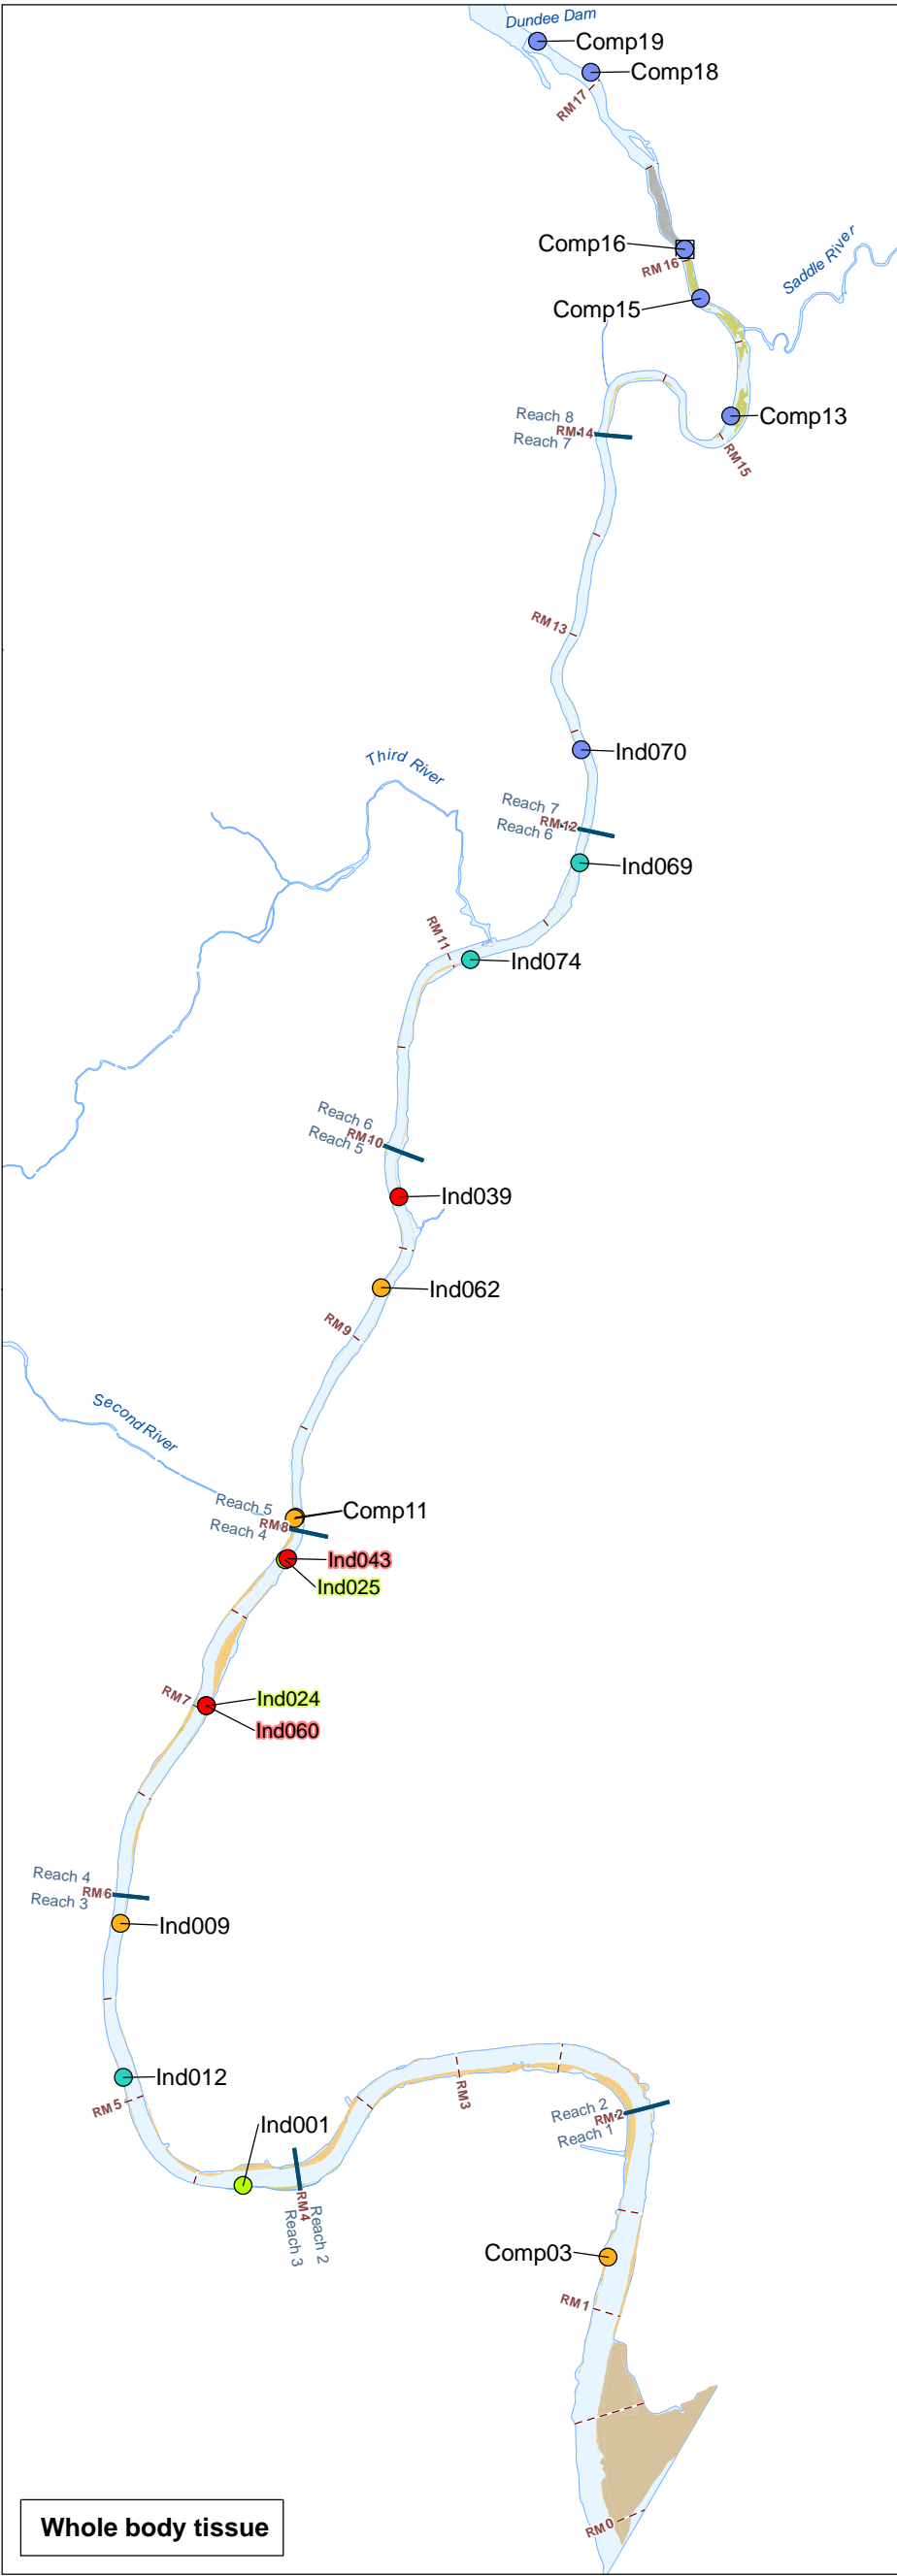 Dundee Dam
Comp19
Comp18
RM17
Comp16
RM16
Saddle River
Comp15
Reach 8
RM14
Reach 7
Comp13
RM15
RM13
Ind070
Third River
Reach 7
RM12
Reach 6
Ind069
RM11
Ind074
Reach 6
RM10
Reach 5
Ind039
Ind062
RM9
Second River
Reach 5
RM8
Reach 4
Comp11
Ind043
Ind025
RM7
Ind024
Ind060
Reach 4
RM6
Reach 3
Ind009
Ind012
RM5
RM3
Reach 2
RM2
Reach 1
Ind001
RM4
Reach 2
Reach 3
Comp03
RM1
RM0
Whole body tissue